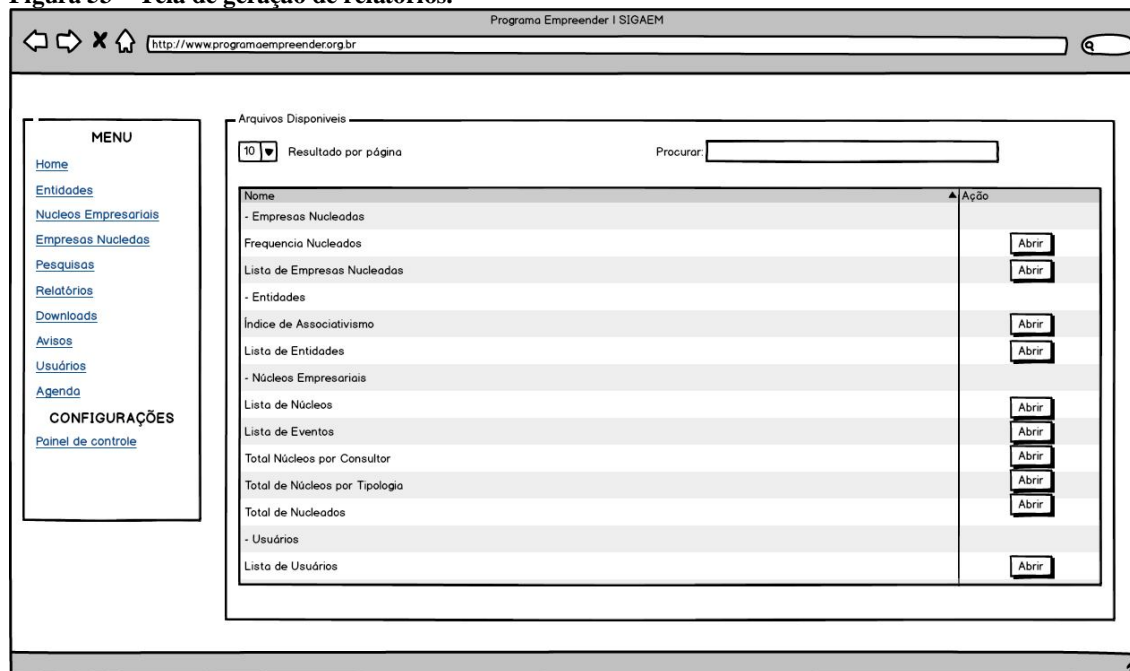 Figura 33 – Tela de geração de relatórios.
Programa Empreender | SIGAEM
http://www.programaempreender.org.br
MENU
Home
Entidades
Nucleos Empresariais
Empresas Nucledas
Pesquisas
Relatórios
Downloads
Avisos
Usuários
Agenda
CONFIGURAÇÕES
Painel de controle
Arquivos Disponiveis
10 Resultado por página Procurar:
Nome Ação
- Empresas Nucleadas
Frequencia Nucleados Abrir
Lista de Empresas Nucleadas Abrir
- Entidades
Índice de Associativismo Abrir
Lista de Entidades Abrir
- Núcleos Empresariais
Lista de Núcleos Abrir
Lista de Eventos Abrir
Total Núcleos por Consultor Abrir
Total de Núcleos por Tipologia Abrir
Total de Nucleados Abrir
- Usuários
Lista de Usuários Abrir